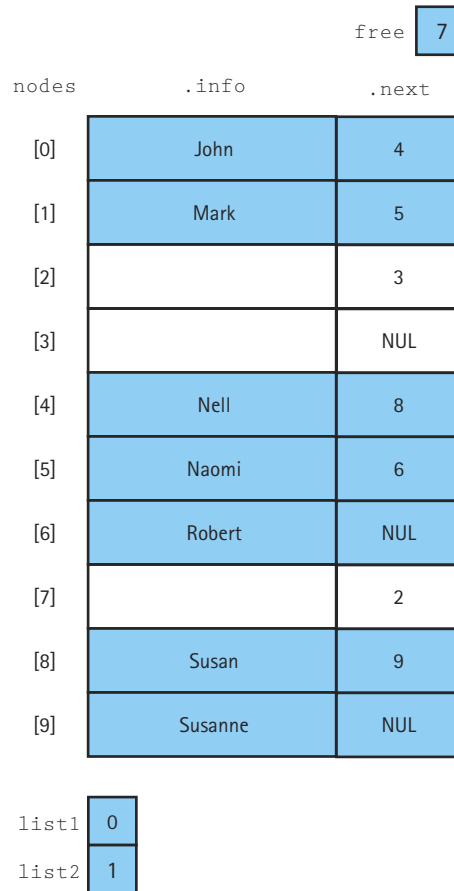 free 7
nodes .info .next
[0] John 4
[1] Mark 5
[2] 3
[3] NUL
[4] Nell 8
[5] Naomi 6
[6] Robert NUL
[7] 2
[8] Susan 9
[9] Susanne NUL
list1 0
list2 1